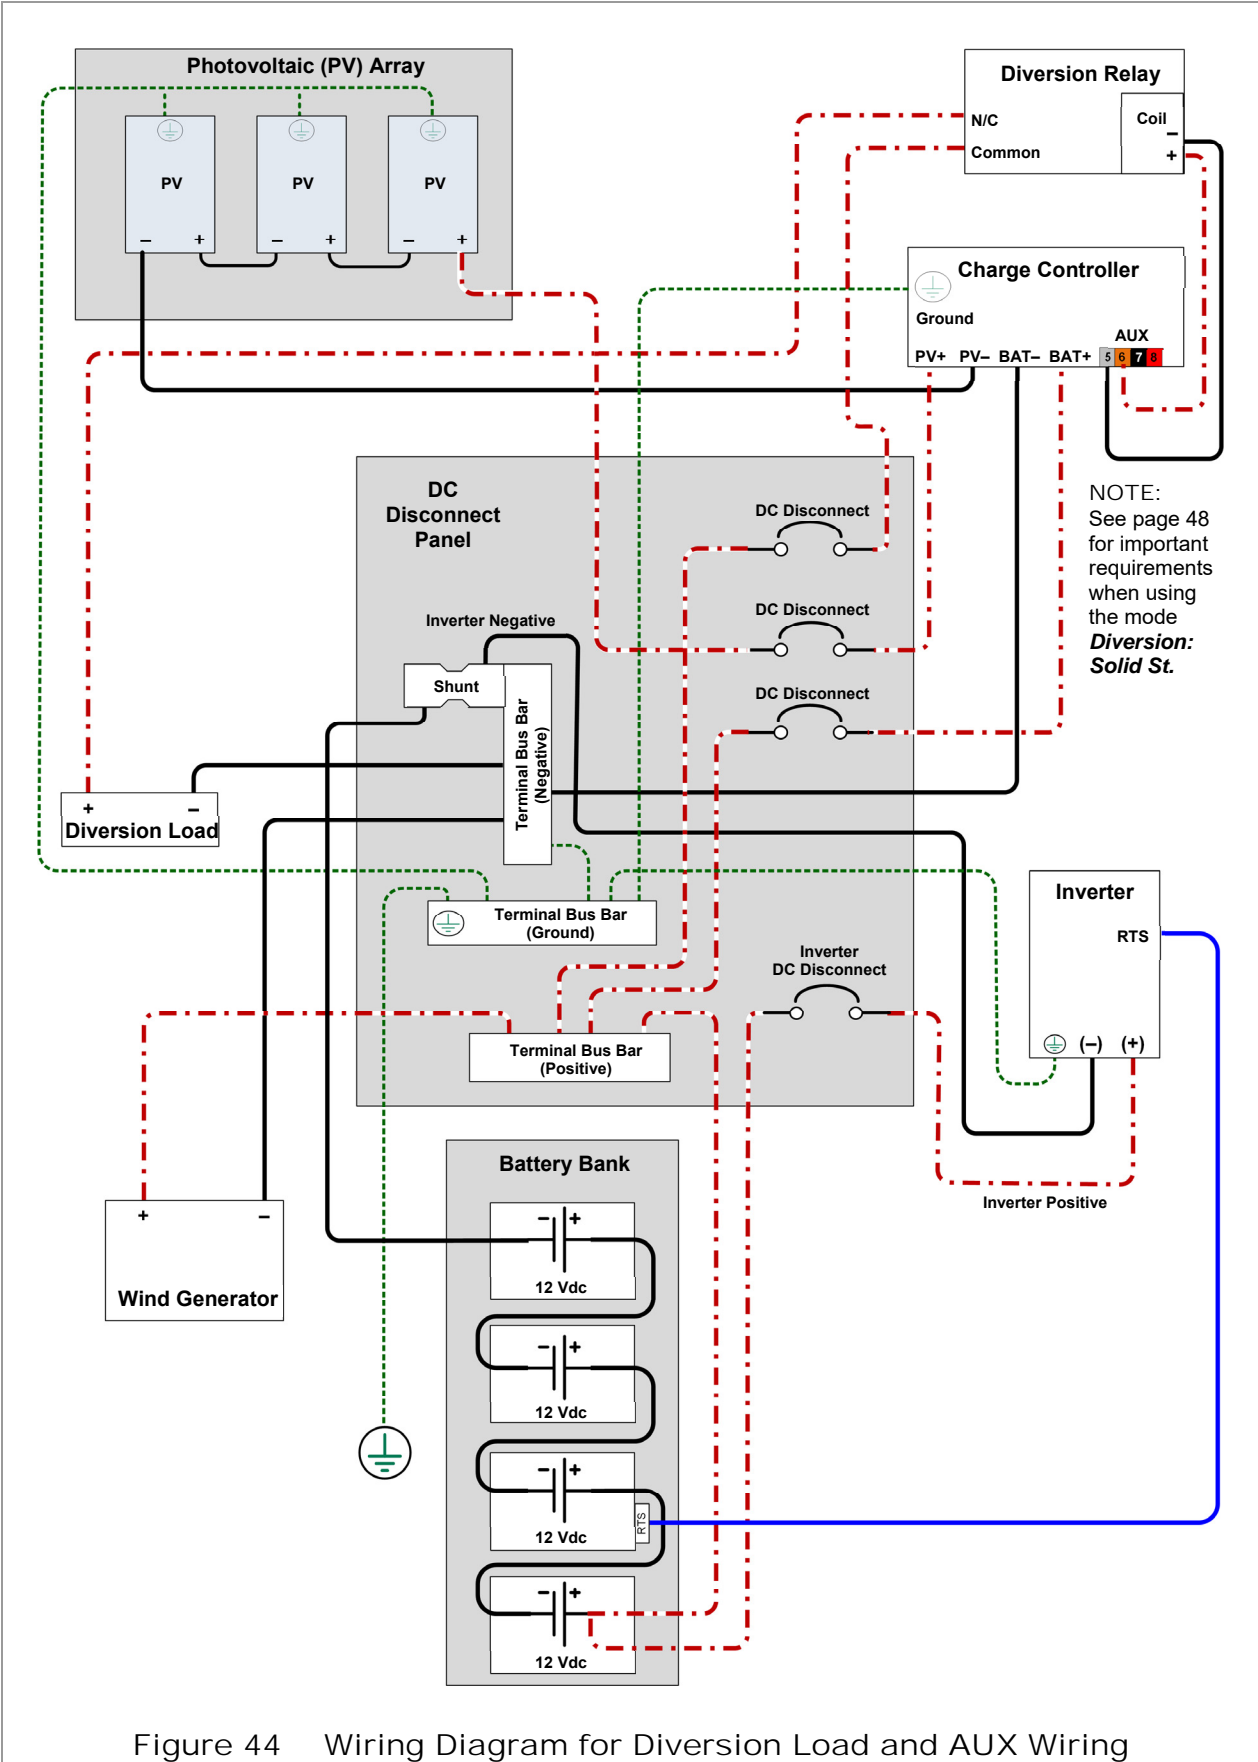 Photovoltaic (PV) Array
PV
PV
PV
– +
– +
– +
Diversion Relay
N/C
Common
Coil
–
+
Charge Controller
Ground
AUX
PV+ PV– BAT– BAT+ 5 6 7 8
NOTE:
See page 48
for important
requirements
when using
the mode
Diversion:
Solid St.
DC
Disconnect
Panel
DC Disconnect
DC Disconnect
DC Disconnect
Inverter Negative
Shunt
Terminal Bus Bar
(Negative)
+ –
Diversion Load
Terminal Bus Bar
(Ground)
Inverter
DC Disconnect
Terminal Bus Bar
(Positive)
Inverter
RTS
(–) (+)
Inverter Positive
+ –
Wind Generator
Battery Bank
– +
12 Vdc
– +
12 Vdc
– +
12 Vdc
RTS
– +
12 Vdc
Figure 44 Wiring Diagram for Diversion Load and AUX Wiring